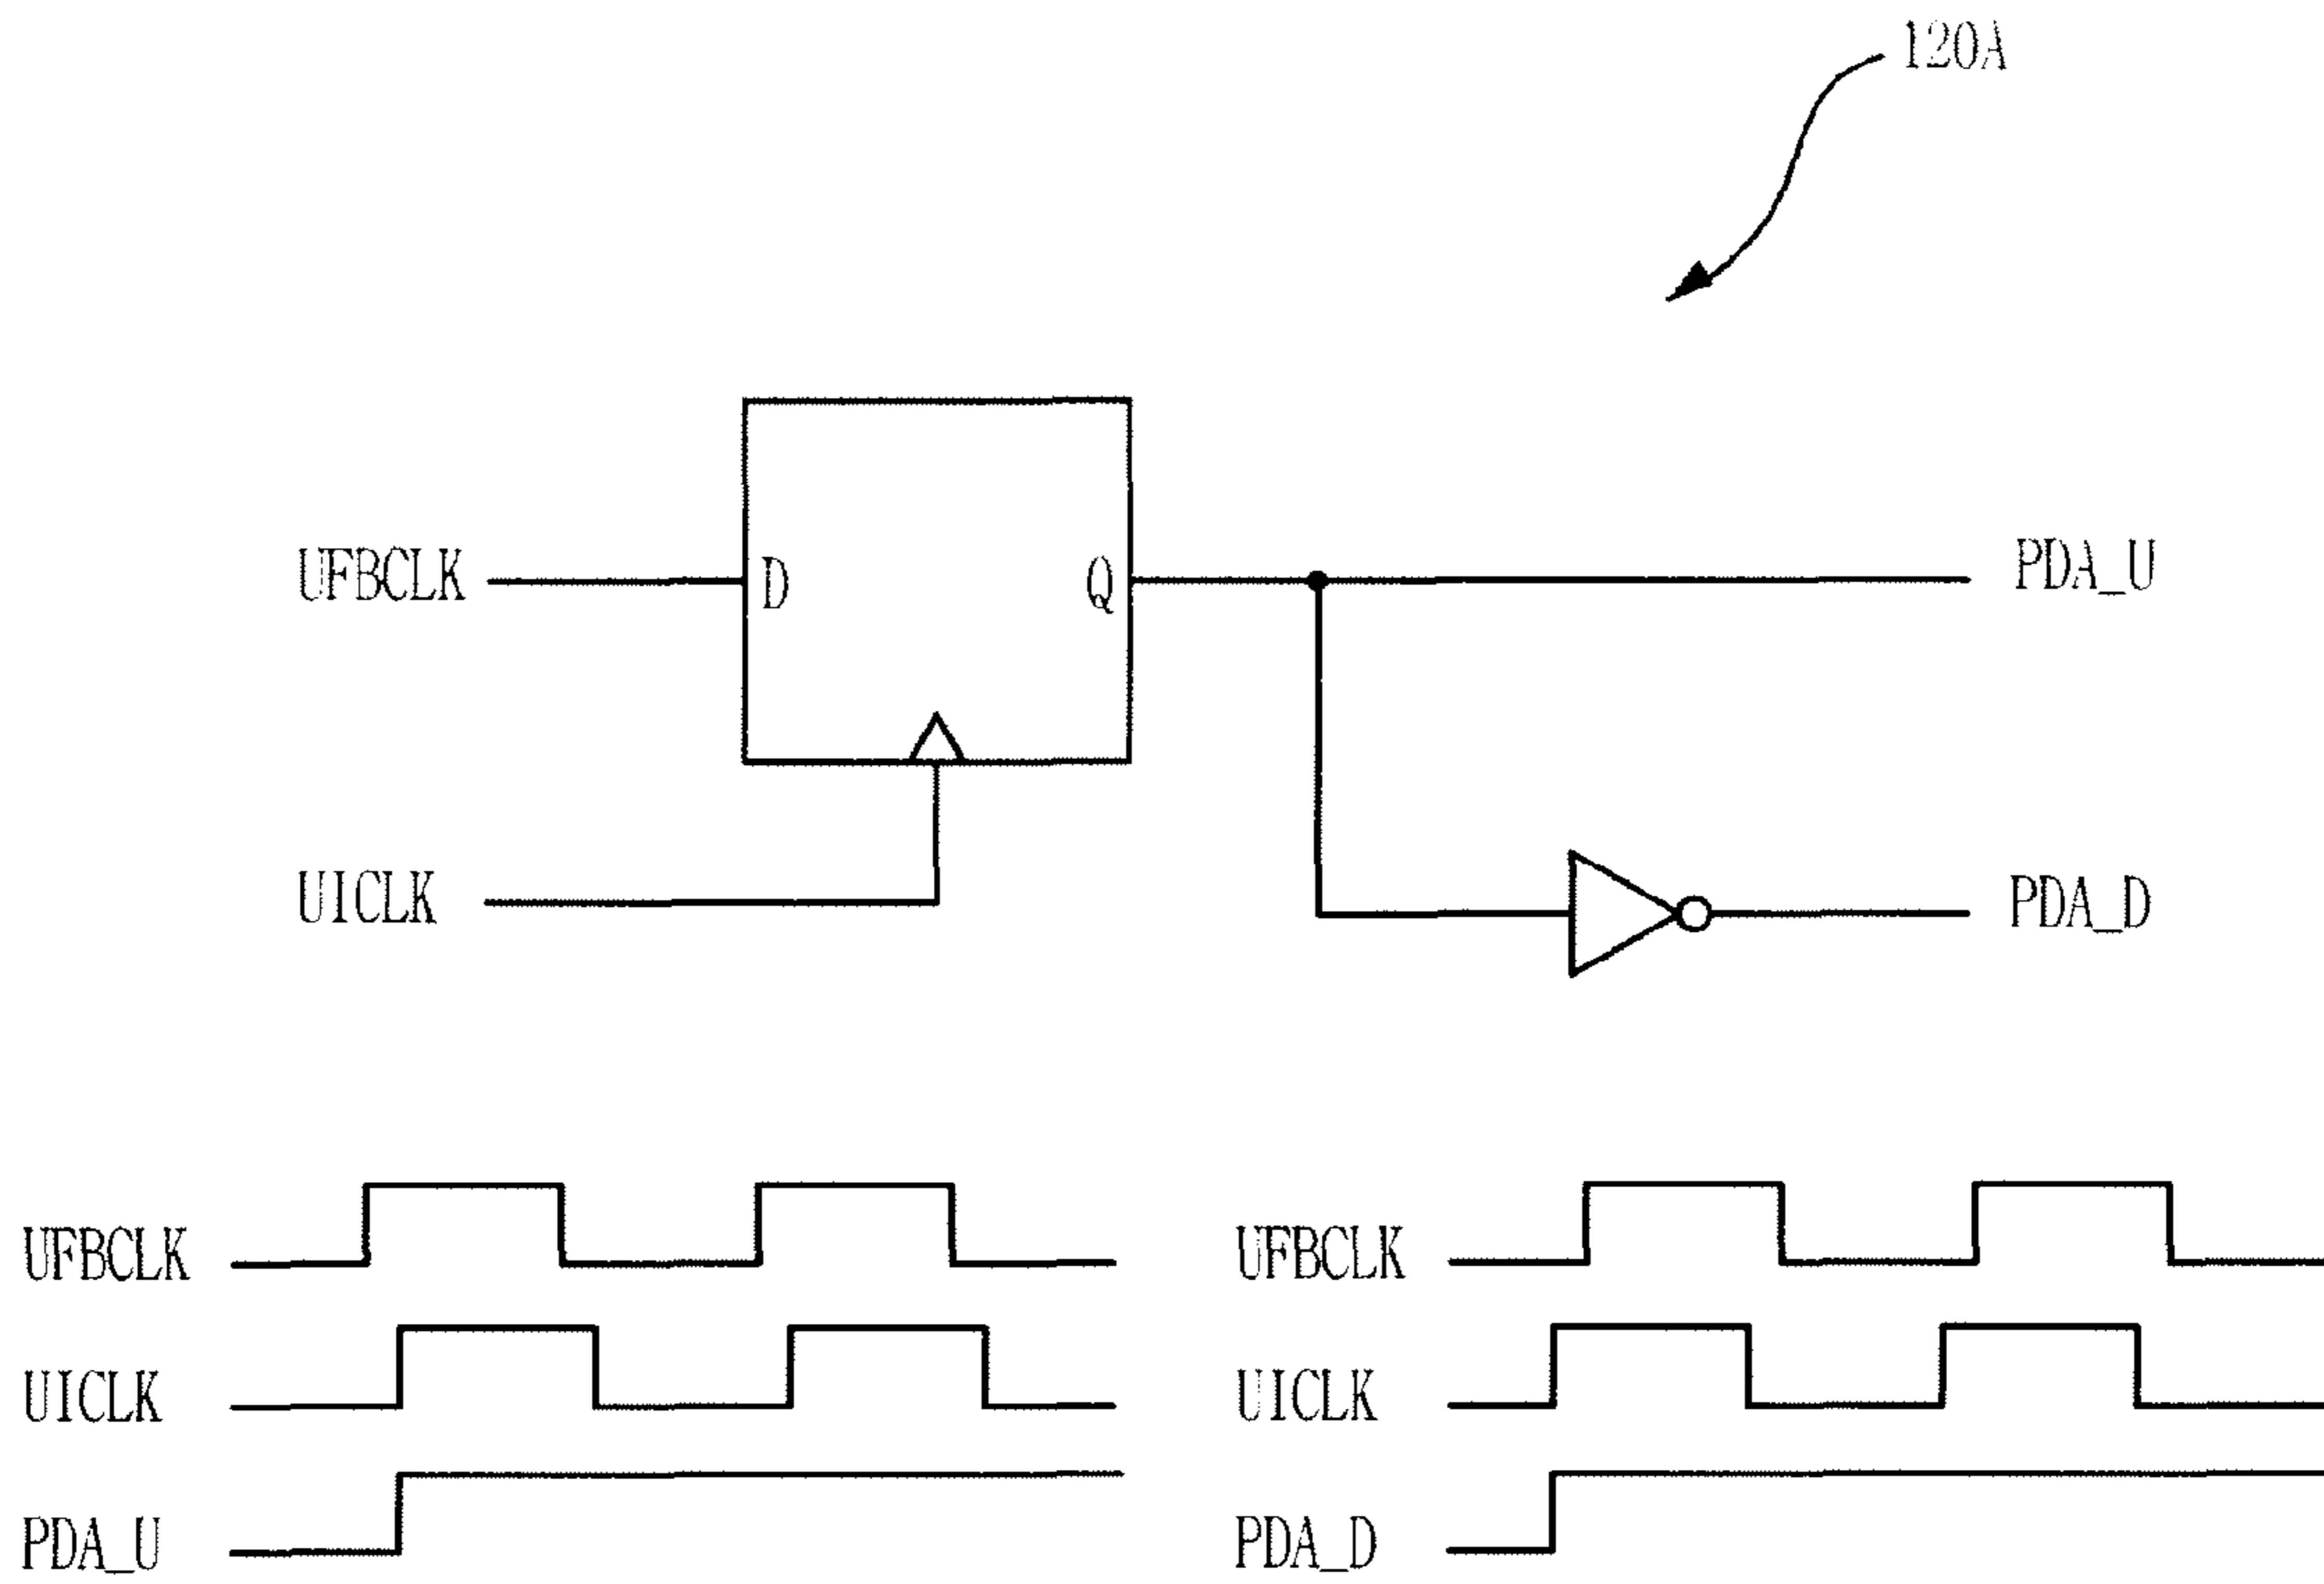 120A
UFBCLK
D
Q
PDA_U
UICLK
PDA_D
UFBCLK
UICLK
PDA_U
UFBCLK
UICLK
PDA_D